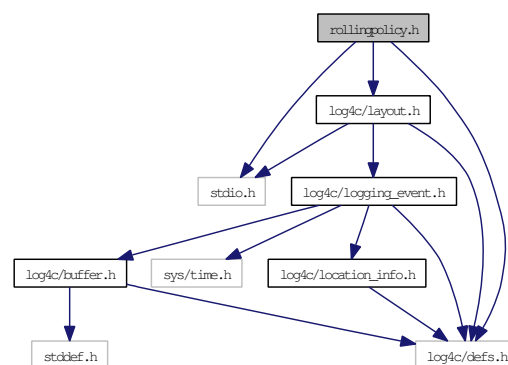 rollingpolicy.h
log4c/layout.h
stdio.h
log4c/logging_event.h
log4c/buffer.h
sys/time.h
log4c/location_info.h
stddef.h
log4c/defs.h